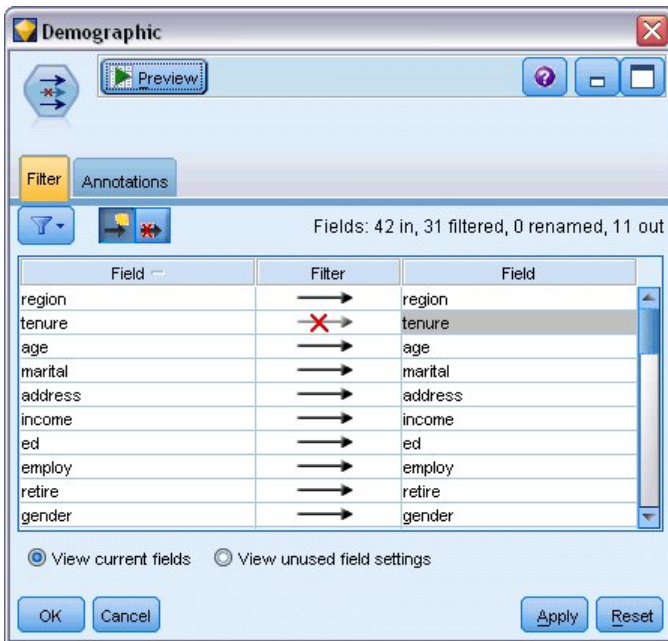 Demographic
Preview
Filter Annotations
Fields: 42 in, 31 filtered, 0 renamed, 11 out
Field Filter Field
region region
tenure tenure
age age
marital marital
address address
income income
ed ed
employ employ
retire retire
gender gender
View current fields View unused field settings
OK Cancel Apply Reset